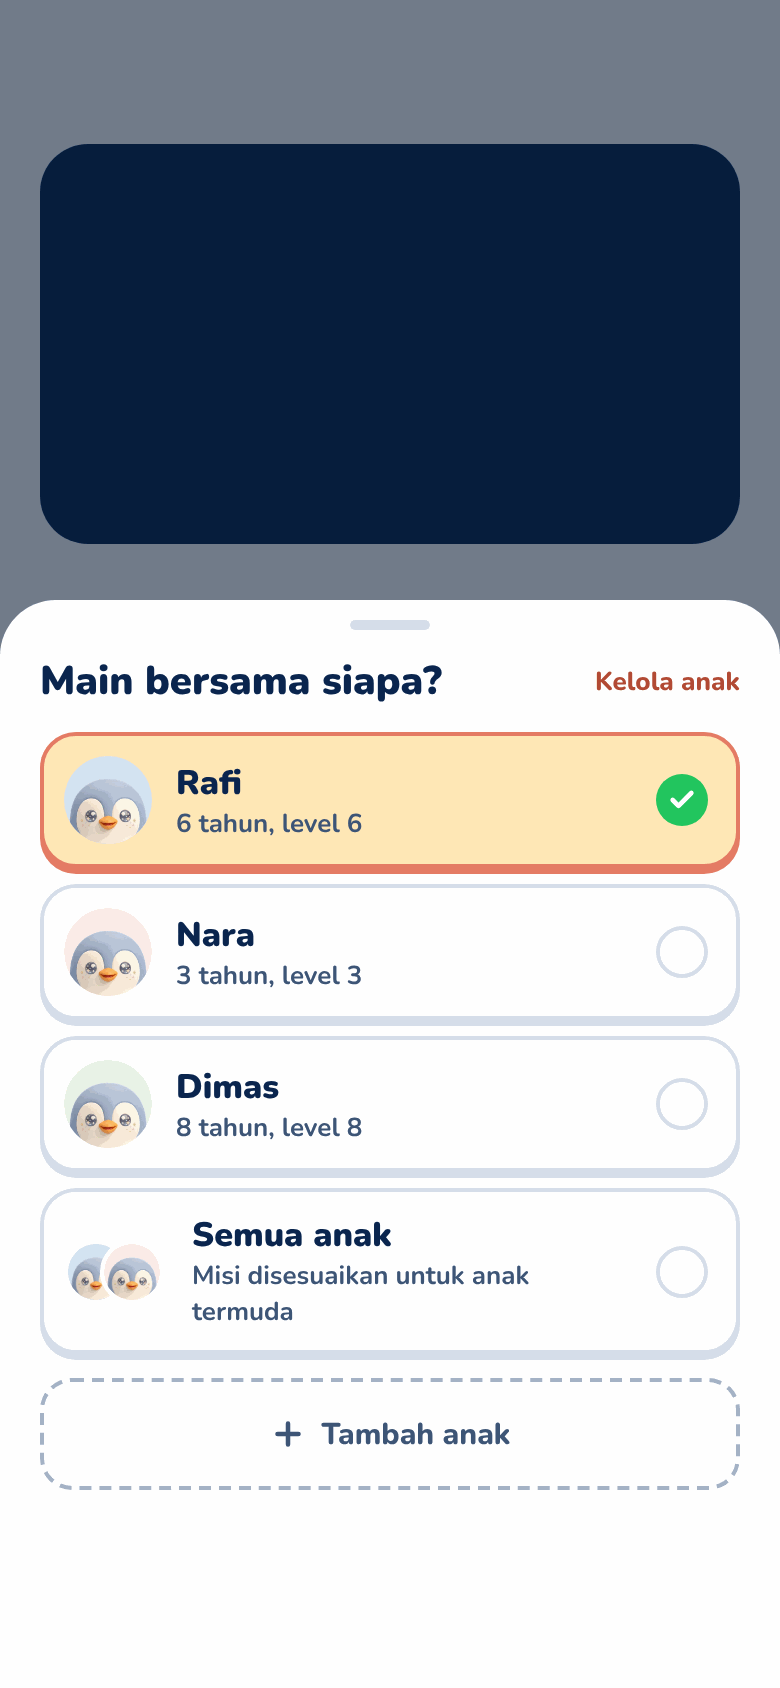 Main bersama siapa?
Kelola anak
Rafi
6 tahun, level 6
Nara
3 tahun, level 3
Dimas
8 tahun, level 8
Semua anak
Misi disesuaikan untuk anak
termuda
+ Tambah anak